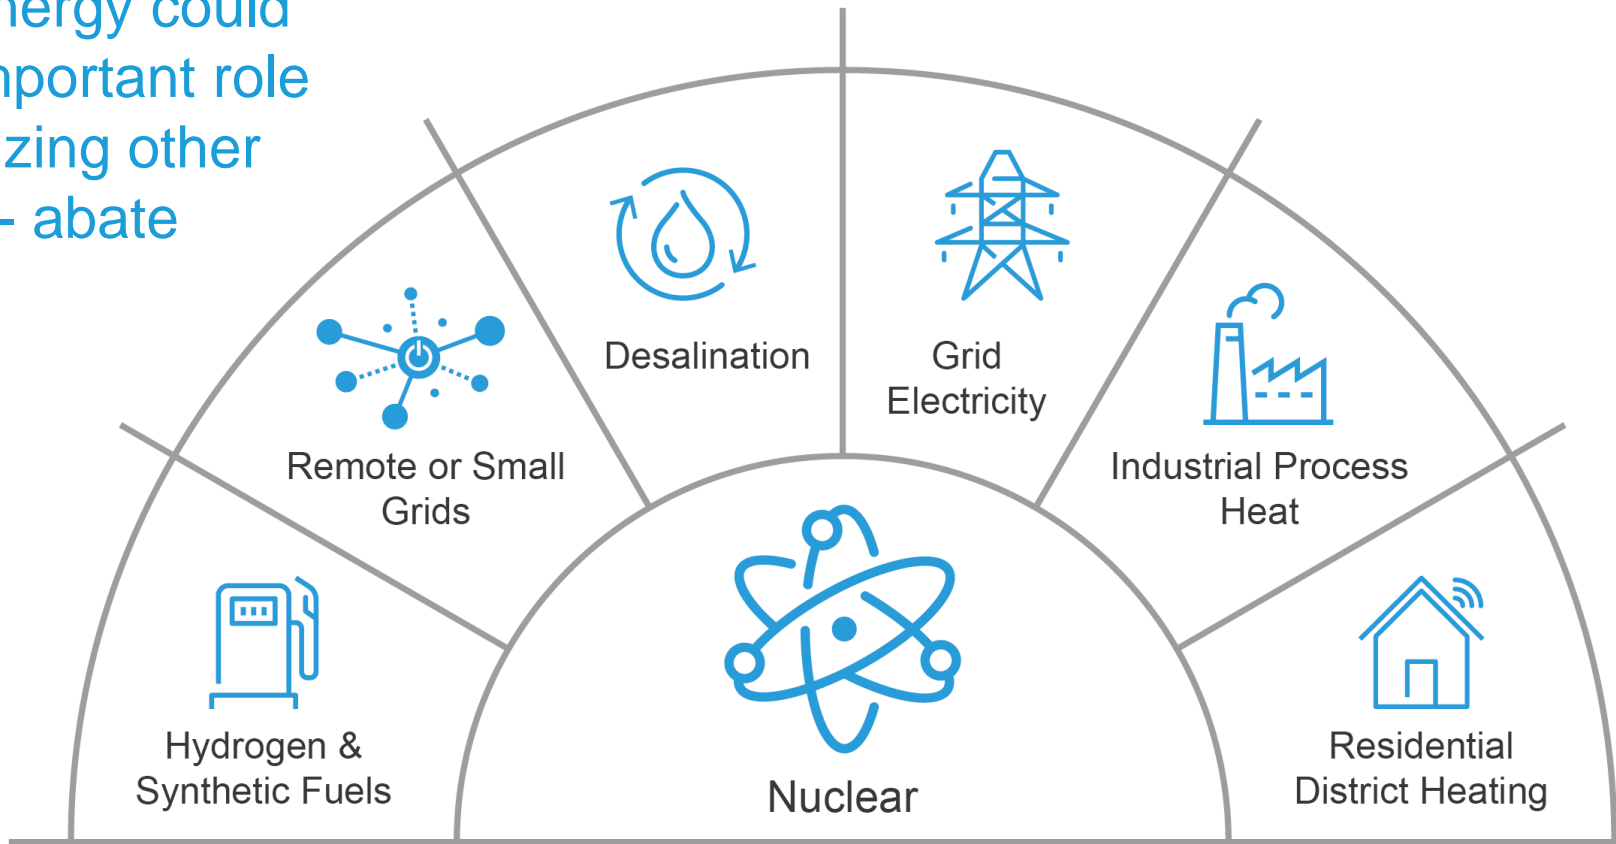 nergy could
mportant role
zing other
- abate
Desalination
Grid
Electricity
Remote or Small
Grids
Industrial Process
Heat
Hydrogen &
Synthetic Fuels
Residential
District Heating
Nuclear